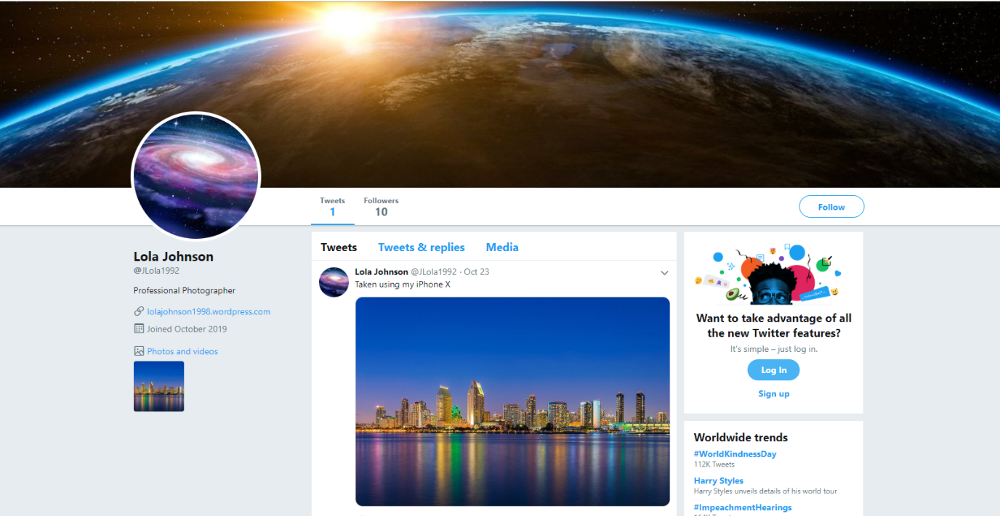 Tweets
1
Followers
10
Follow
Lola Johnson
@JLola1992
Professional Photographer
lolajohnson1998.wordpress.com
Joined October 2019
Photos and videos
Tweets
Tweets & replies
Media
Lola Johnson @JLola1992 · Oct 23
Taken using my iPhone X
Want to take advantage of all
the new Twitter features?
It's simple – just log in.
Log In
Sign up
Worldwide trends
#WorldKindnessDay
112K Tweets
Harry Styles
Harry Styles unveils details of his world tour
#ImpeachmentHearings